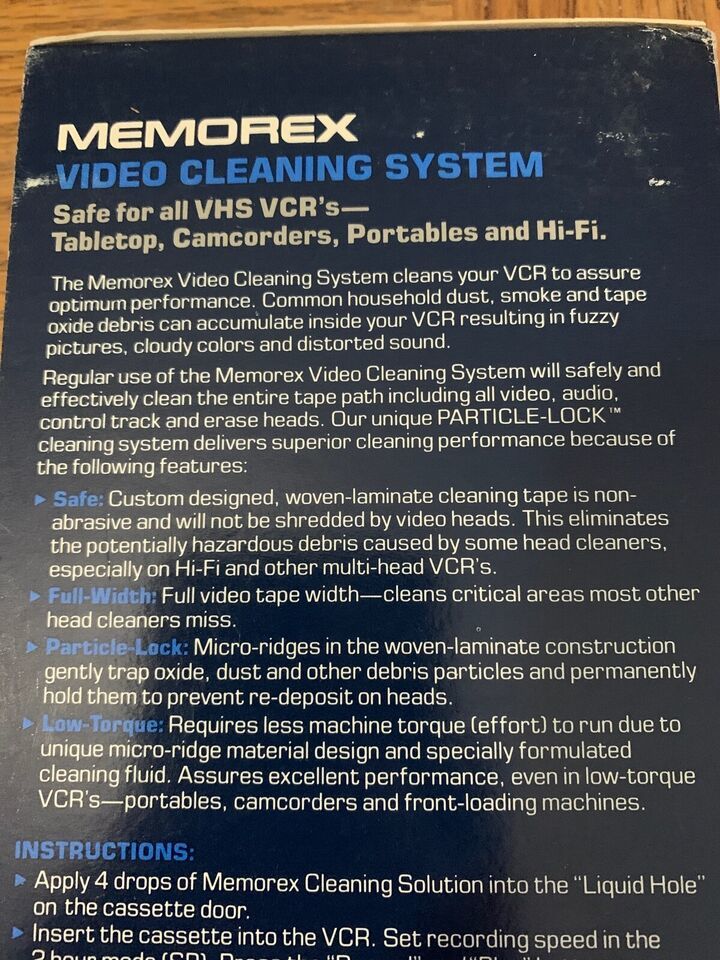 MEMOREX
VIDEO CLEANING SYSTEM
Safe for all VHS VCR's—
Tabletop, Camcorders, Portables and Hi-Fi.
The Memorex Video Cleaning System cleans your VCR to assure
optimum performance. Common household dust, smoke and tape
oxide debris can accumulate inside your VCR resulting in fuzzy
pictures, cloudy colors and distorted sound.
Regular use of the Memorex Video Cleaning System will safely and
effectively clean the entire tape path including all video, audio,
control track and erase heads. Our unique PARTICLE-LOCK™
cleaning system delivers superior cleaning performance because of
the following features:
▸ Safe: Custom designed, woven-laminate cleaning tape is non-
abrasive and will not be shredded by video heads. This eliminates
the potentially hazardous debris caused by some head cleaners,
especially on Hi-Fi and other multi-head VCR's.
▸ Full-Width: Full video tape width—cleans critical areas most other
head cleaners miss.
▸ Particle-Lock: Micro-ridges in the woven-laminate construction
gently trap oxide, dust and other debris particles and permanently
hold them to prevent re-deposit on heads.
▸ Low-Torque: Requires less machine torque (effort) to run due to
unique micro-ridge material design and specially formulated
cleaning fluid. Assures excellent performance, even in low-torque
VCR's—portables, camcorders and front-loading machines.
INSTRUCTIONS:
▸ Apply 4 drops of Memorex Cleaning Solution into the “Liquid Hole”
on the cassette door.
▸ Insert the cassette into the VCR. Set recording speed in the
2 hour mode (SP). Press the